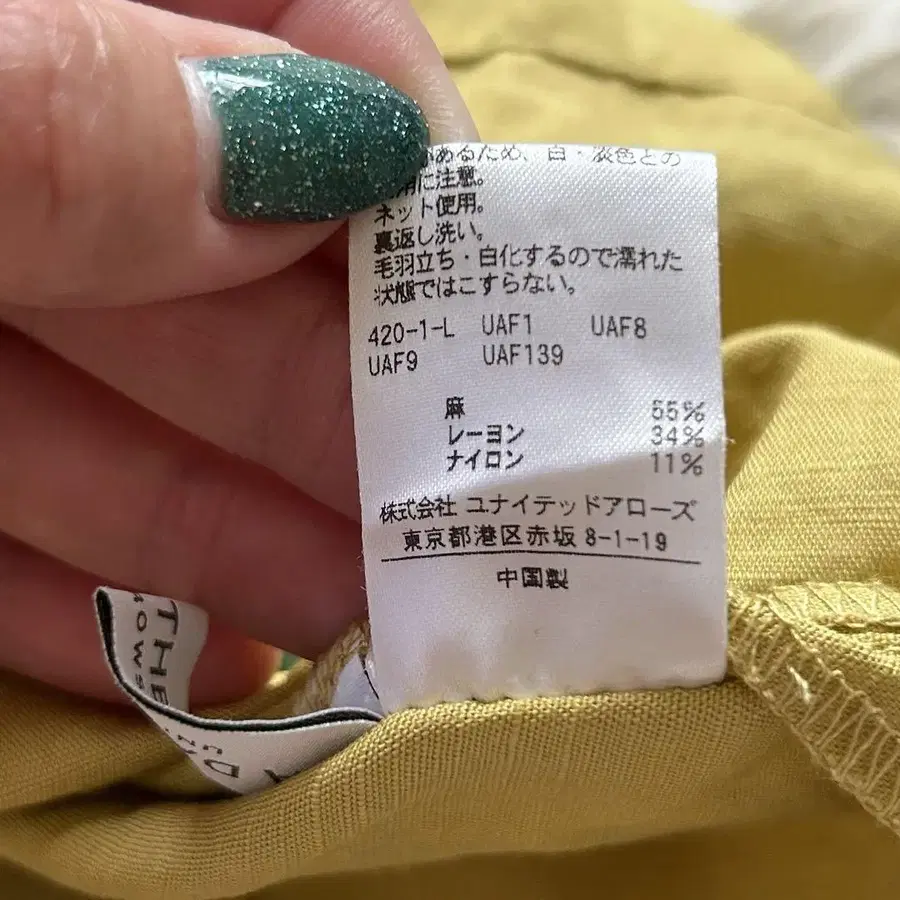 があるため、白・淡色との
用に注意。
ネット使用。
裏返し洗い。
毛羽立ち・白化するので濡れた
状態ではこすらない。
420-1-L UAF1 UAF8
UAF9 UAF139
麻 55%
レーヨン 34%
ナイロン 11%
株式会社 ユナイテッドアローズ
東京都港区赤坂 8-1-19
中国製
THE